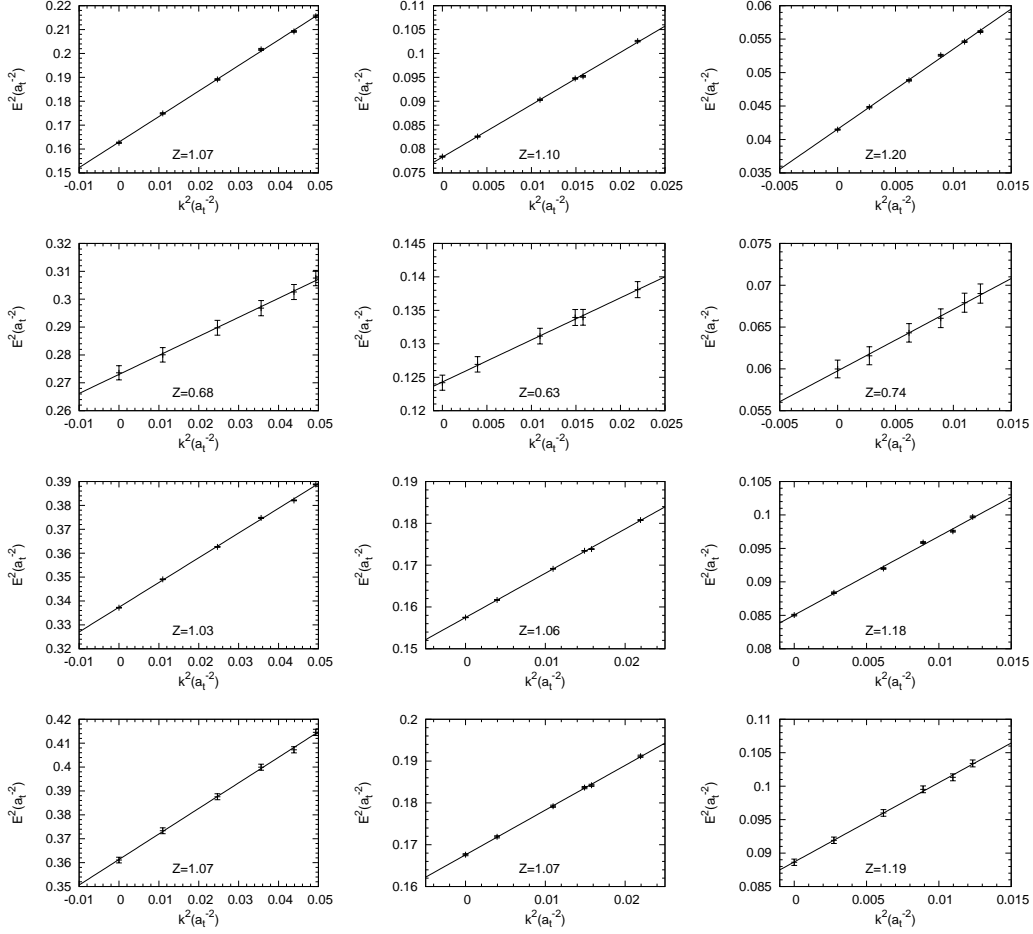 0.22
0.21
0.2
0.19
0.18
0.17
0.16
0.15
E²(a_t⁻²)
Z=1.07
-0.01 0 0.01 0.02 0.03 0.04 0.05
k²(a_t⁻²)
0.11
0.105
0.1
0.095
0.09
0.085
0.08
0.075
E²(a_t⁻²)
Z=1.10
0 0.005 0.01 0.015 0.02 0.025
k²(a_t⁻²)
0.06
0.055
0.05
0.045
0.04
0.035
E²(a_t⁻²)
Z=1.20
-0.005 0 0.005 0.01 0.015
k²(a_t⁻²)
0.32
0.31
0.3
0.29
0.28
0.27
0.26
E²(a_t⁻²)
Z=0.68
-0.01 0 0.01 0.02 0.03 0.04 0.05
k²(a_t⁻²)
0.145
0.14
0.135
0.13
0.125
0.12
E²(a_t⁻²)
Z=0.63
0 0.005 0.01 0.015 0.02 0.025
k²(a_t⁻²)
0.075
0.07
0.065
0.06
0.055
E²(a_t⁻²)
Z=0.74
-0.005 0 0.005 0.01 0.015
k²(a_t⁻²)
0.39
0.38
0.37
0.36
0.35
0.34
0.33
0.32
E²(a_t⁻²)
Z=1.03
-0.01 0 0.01 0.02 0.03 0.04 0.05
k²(a_t⁻²)
0.19
0.18
0.17
0.16
0.15
E²(a_t⁻²)
Z=1.06
0 0.01 0.02
k²(a_t⁻²)
0.105
0.1
0.095
0.09
0.085
0.08
E²(a_t⁻²)
Z=1.18
0 0.005 0.01 0.015
k²(a_t⁻²)
0.42
0.41
0.4
0.39
0.38
0.37
0.36
0.35
E²(a_t⁻²)
Z=1.07
-0.01 0 0.01 0.02 0.03 0.04 0.05
k²(a_t⁻²)
0.2
0.19
0.18
0.17
0.16
E²(a_t⁻²)
Z=1.07
0 0.01 0.02
k²(a_t⁻²)
0.11
0.105
0.1
0.095
0.09
0.085
E²(a_t⁻²)
Z=1.19
0 0.005 0.01 0.015
k²(a_t⁻²)